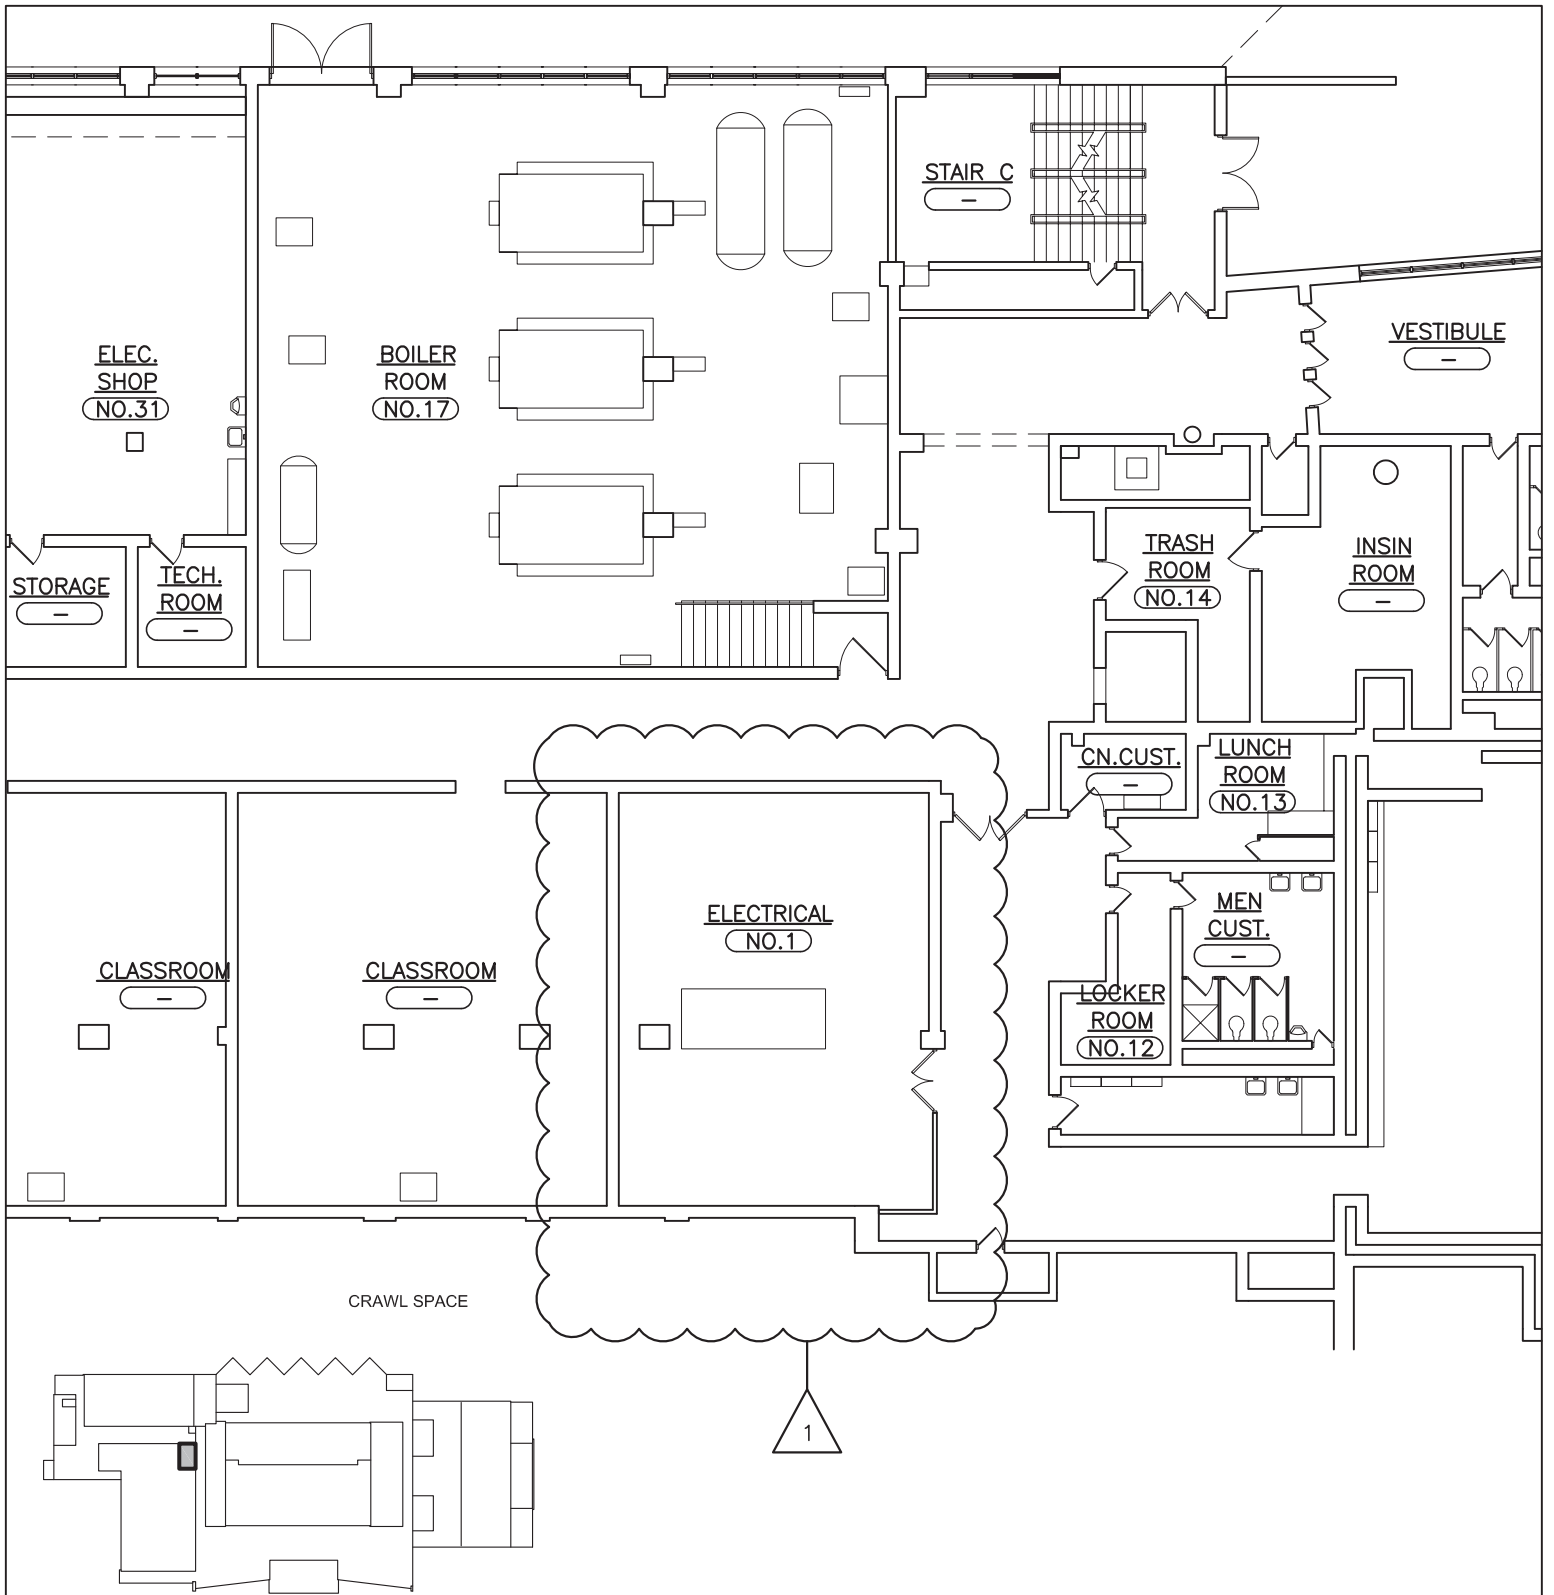 STAIR C
–
VESTIBULE
–
ELEC.
SHOP
NO.31
BOILER
ROOM
NO.17
STORAGE
–
TECH.
ROOM
–
TRASH
ROOM
NO.14
INSIN
ROOM
–
CN.CUST.
–
LUNCH
ROOM
NO.13
ELECTRICAL
NO.1
MEN
CUST.
–
CLASSROOM
–
CLASSROOM
–
LOCKER
ROOM
NO.12
CRAWL SPACE
1